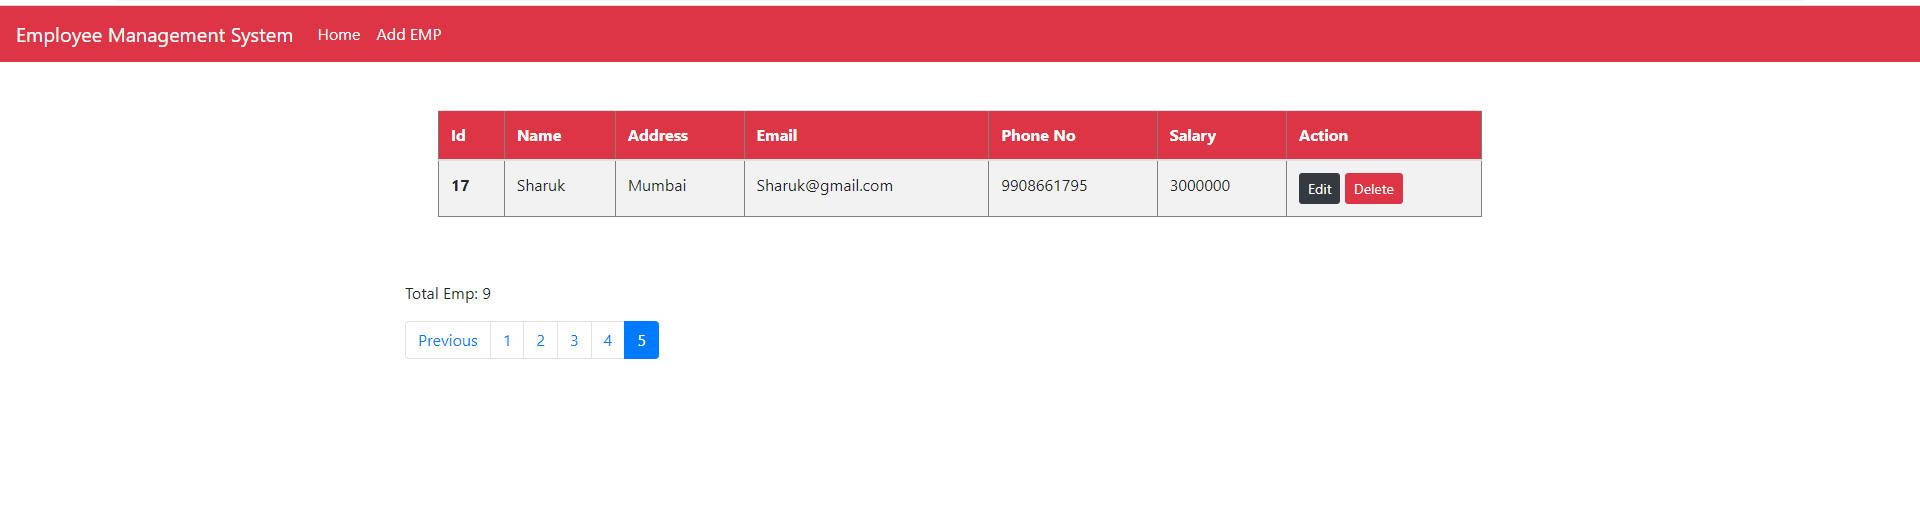 Employee Management System Home Add EMP
Id Name Address Email Phone No Salary Action
17 Sharuk Mumbai Sharuk@gmail.com 9908661795 3000000 Edit Delete
Total Emp: 9
Previous 1 2 3 4 5